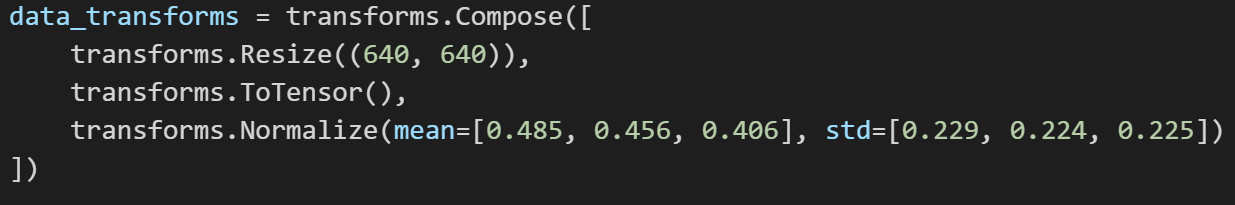 data_transforms = transforms.Compose([
    transforms.Resize((640, 640)),
    transforms.ToTensor(),
    transforms.Normalize(mean=[0.485, 0.456, 0.406], std=[0.229, 0.224, 0.225])
])